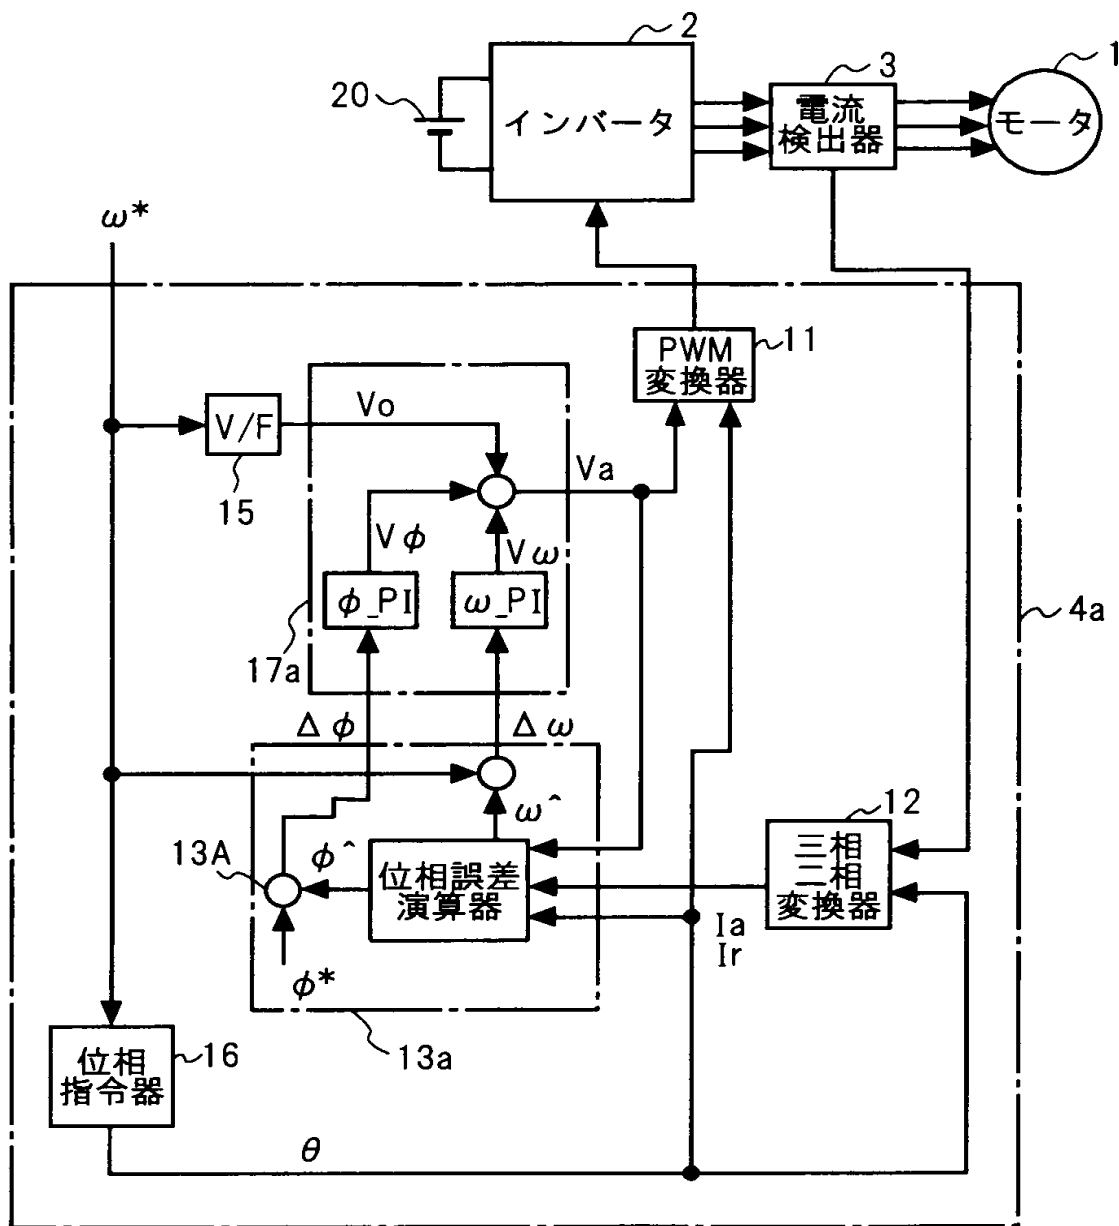 2
3
1
20
インバータ
電流
検出器
モータ
ω*
PWM
変換器
11
V/F
15
Vo
Va
Vφ
Vω
φ_PI
ω_PI
4a
17a
Δφ
Δω
12
ω^
三相
二相
変換器
13A
φ^
位相誤差
演算器
Ia
Ir
φ*
16
位相
指令器
13a
θ